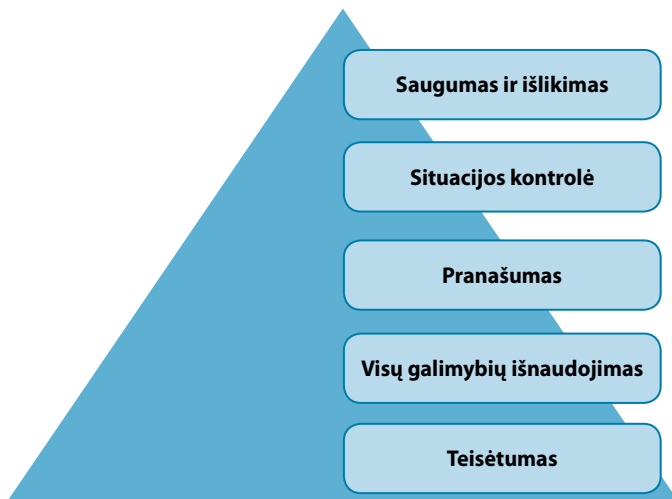 Saugumas ir išlikimas
Situacijos kontrolė
Pranašumas
Visų galimybių išnaudojimas
Teisėtumas